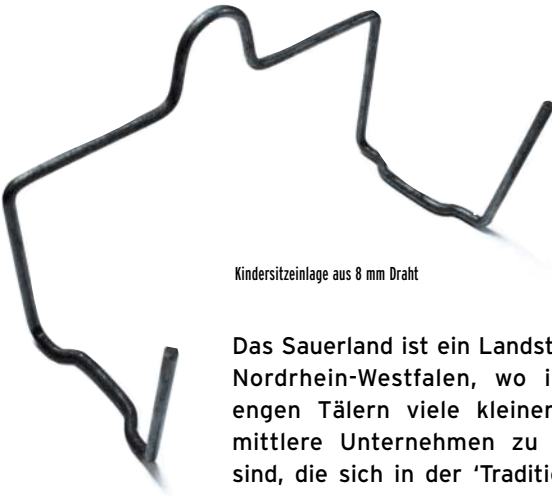 Kindersitzeinlage aus 8 mm Draht
Das Sauerland ist ein Landst
Nordrhein-Westfalen, wo i
engen Tälern viele kleiner
mittlere Unternehmen zu
sind, die sich in der ‘Traditi